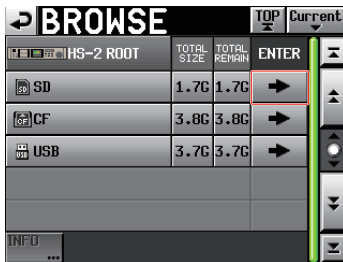 BROWSE TOP Current
HS-2 ROOT TOTAL SIZE TOTAL REMAIN ENTER
SD 1.7G 1.7G
CF 3.8G 3.8G
USB 3.7G 3.7G
INFO ...